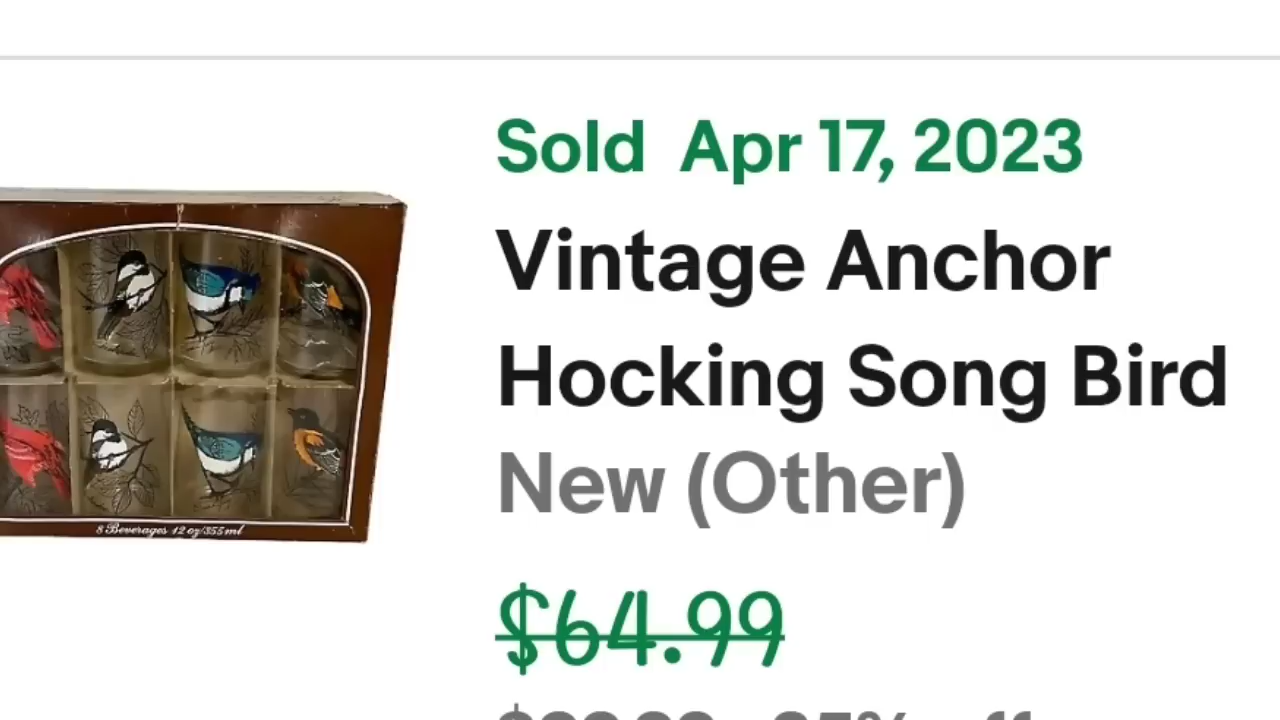 Sold Apr 17, 2023
Vintage Anchor
Hocking Song Bird
New (Other)
$64.99
8 Beverages 12 oz/355 ml